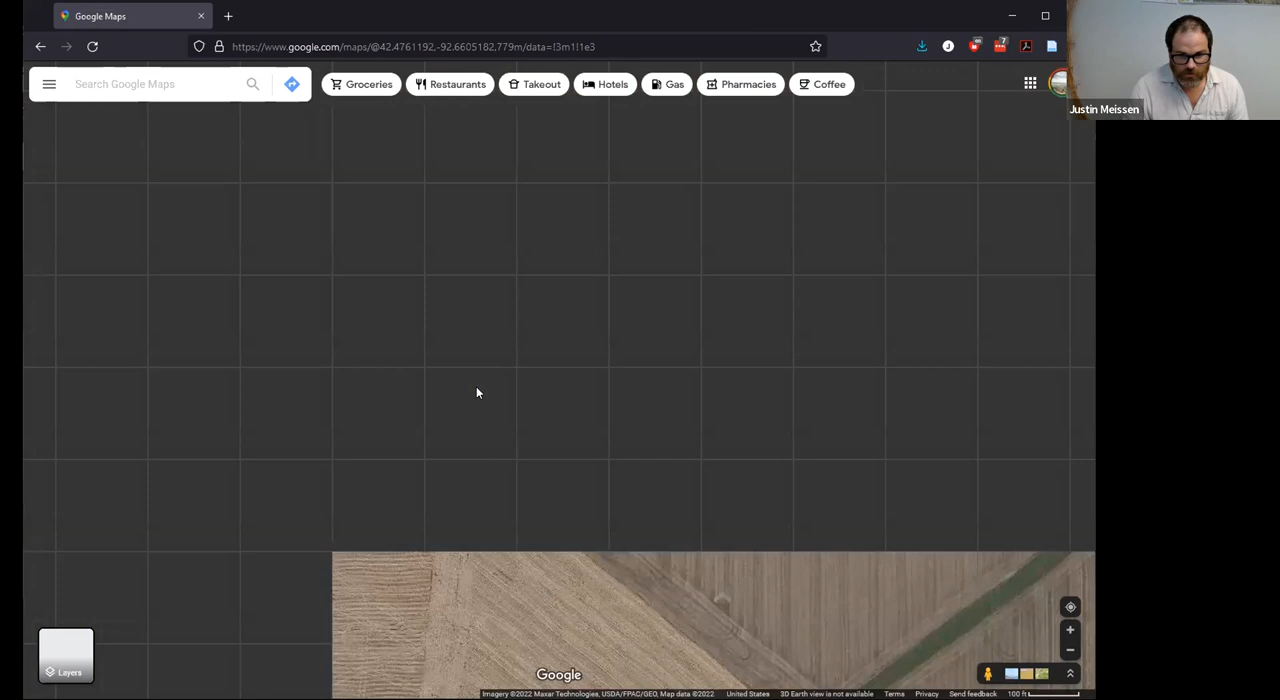 Google Maps
https://www.google.com/maps/@42.4761192,-92.6605182,779m/data=!3m1!1e3
Search Google Maps
Groceries
Restaurants
Takeout
Hotels
Gas
Pharmacies
Coffee
Justin Meissen
Layers
Google
Imagery ©2022 Maxar Technologies, USDA/FPAC/GEO, Map data ©2022 United States 3D Earth view is not available Terms Privacy Send feedback 100 ft